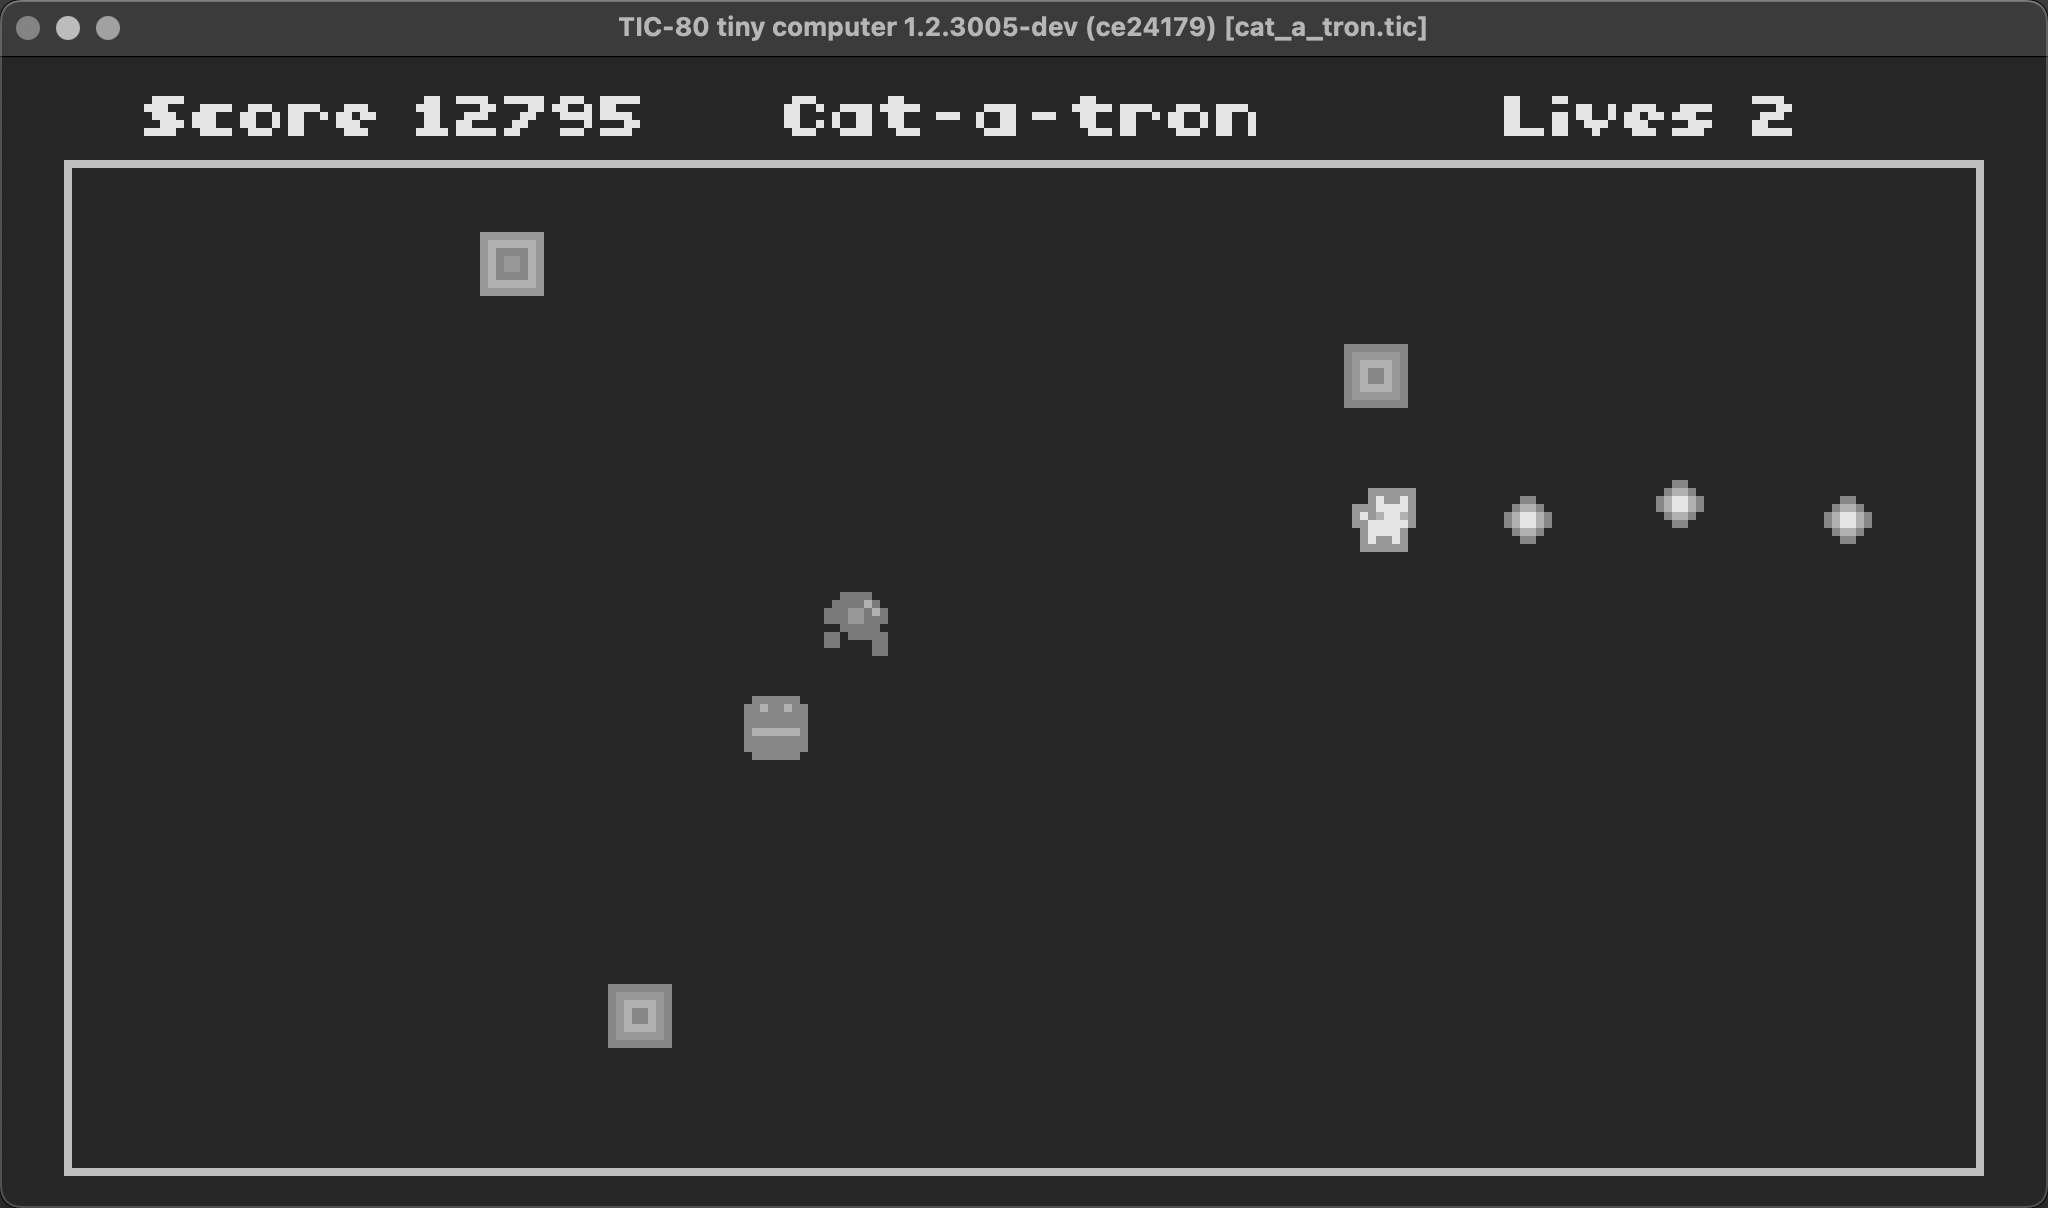 TIC-80 tiny computer 1.2.3005-dev (ce24179) [cat_a_tron.tic]
Score 12795 Cat-a-tron Lives 2